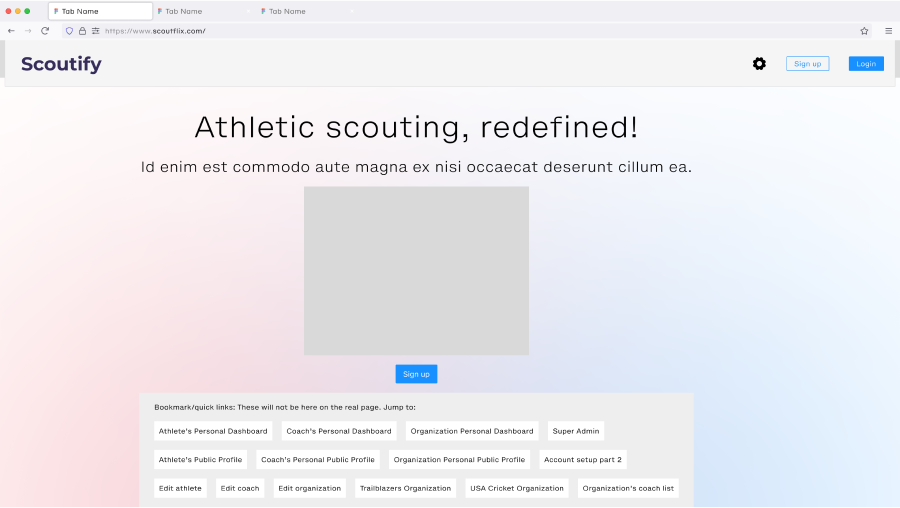 Tab Name
Tab Name
Tab Name
https://www.scoutflix.com/
Scoutify
Sign up
Login
Athletic scouting, redefined!
Id enim est commodo aute magna ex nisi occaecat deserunt cillum ea.
Sign up
Bookmark/quick links: These will not be here on the real page. Jump to:
Athlete's Personal Dashboard
Coach's Personal Dashboard
Organization Personal Dashboard
Super Admin
Athlete's Public Profile
Coach's Personal Public Profile
Organization Personal Public Profile
Account setup part 2
Edit athlete
Edit coach
Edit organization
Trailblazers Organization
USA Cricket Organization
Organization's coach list